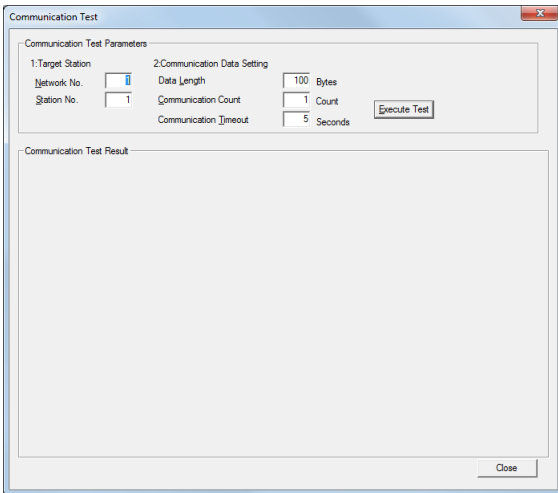 Communication Test
x
Communication Test Parameters
1:Target Station 2:Communication Data Setting
Network No. 1 Data Length 100 Bytes
Station No. 1 Communication Count 1 Count
Execute Test
Communication Timeout 5 Seconds
Communication Test Result
Close